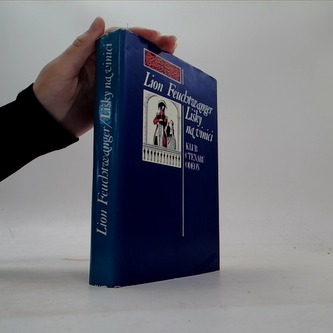 Lion Feuchtwanger
Lišky
na vinici
KLUB
ČTENÁŘŮ
ODEON
Lion Feuchtwanger/Lišky na vinici